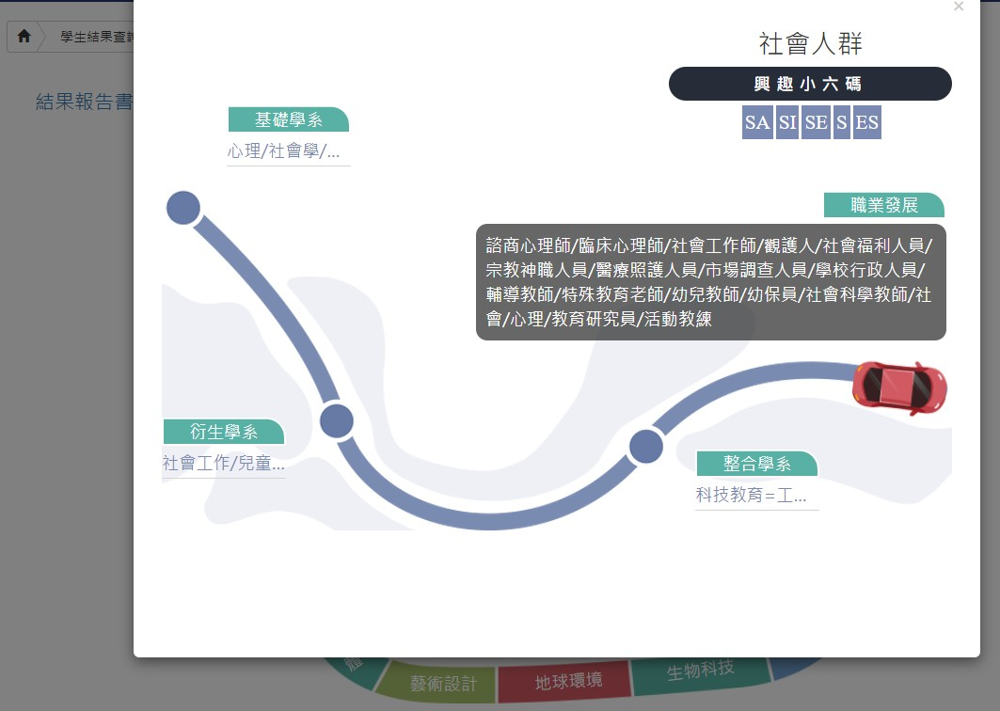 ×
學生結果查
結果報告書
社會人群
興趣小六碼
SA SI SE S ES
基礎學系
心理/社會學/...
職業發展
諮商心理師/臨床心理師/社會工作師/觀護人/社會福利人員/
宗教神職人員/醫療照護人員/市場調查人員/學校行政人員/
輔導教師/特殊教育老師/幼兒教師/幼保員/社會科學教師/社
會/心理/教育研究員/活動教練
衍生學系
社會工作/兒童...
整合學系
科技教育=工...
藝術設計
地球環境
生物科技